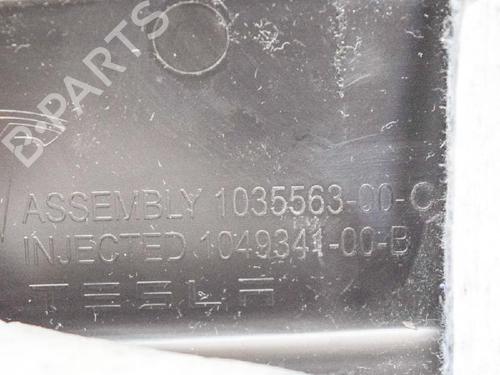 B-PARTS
ASSEMBLY 1035563-00-C
INJECTED 1049341-00-B
TESLA